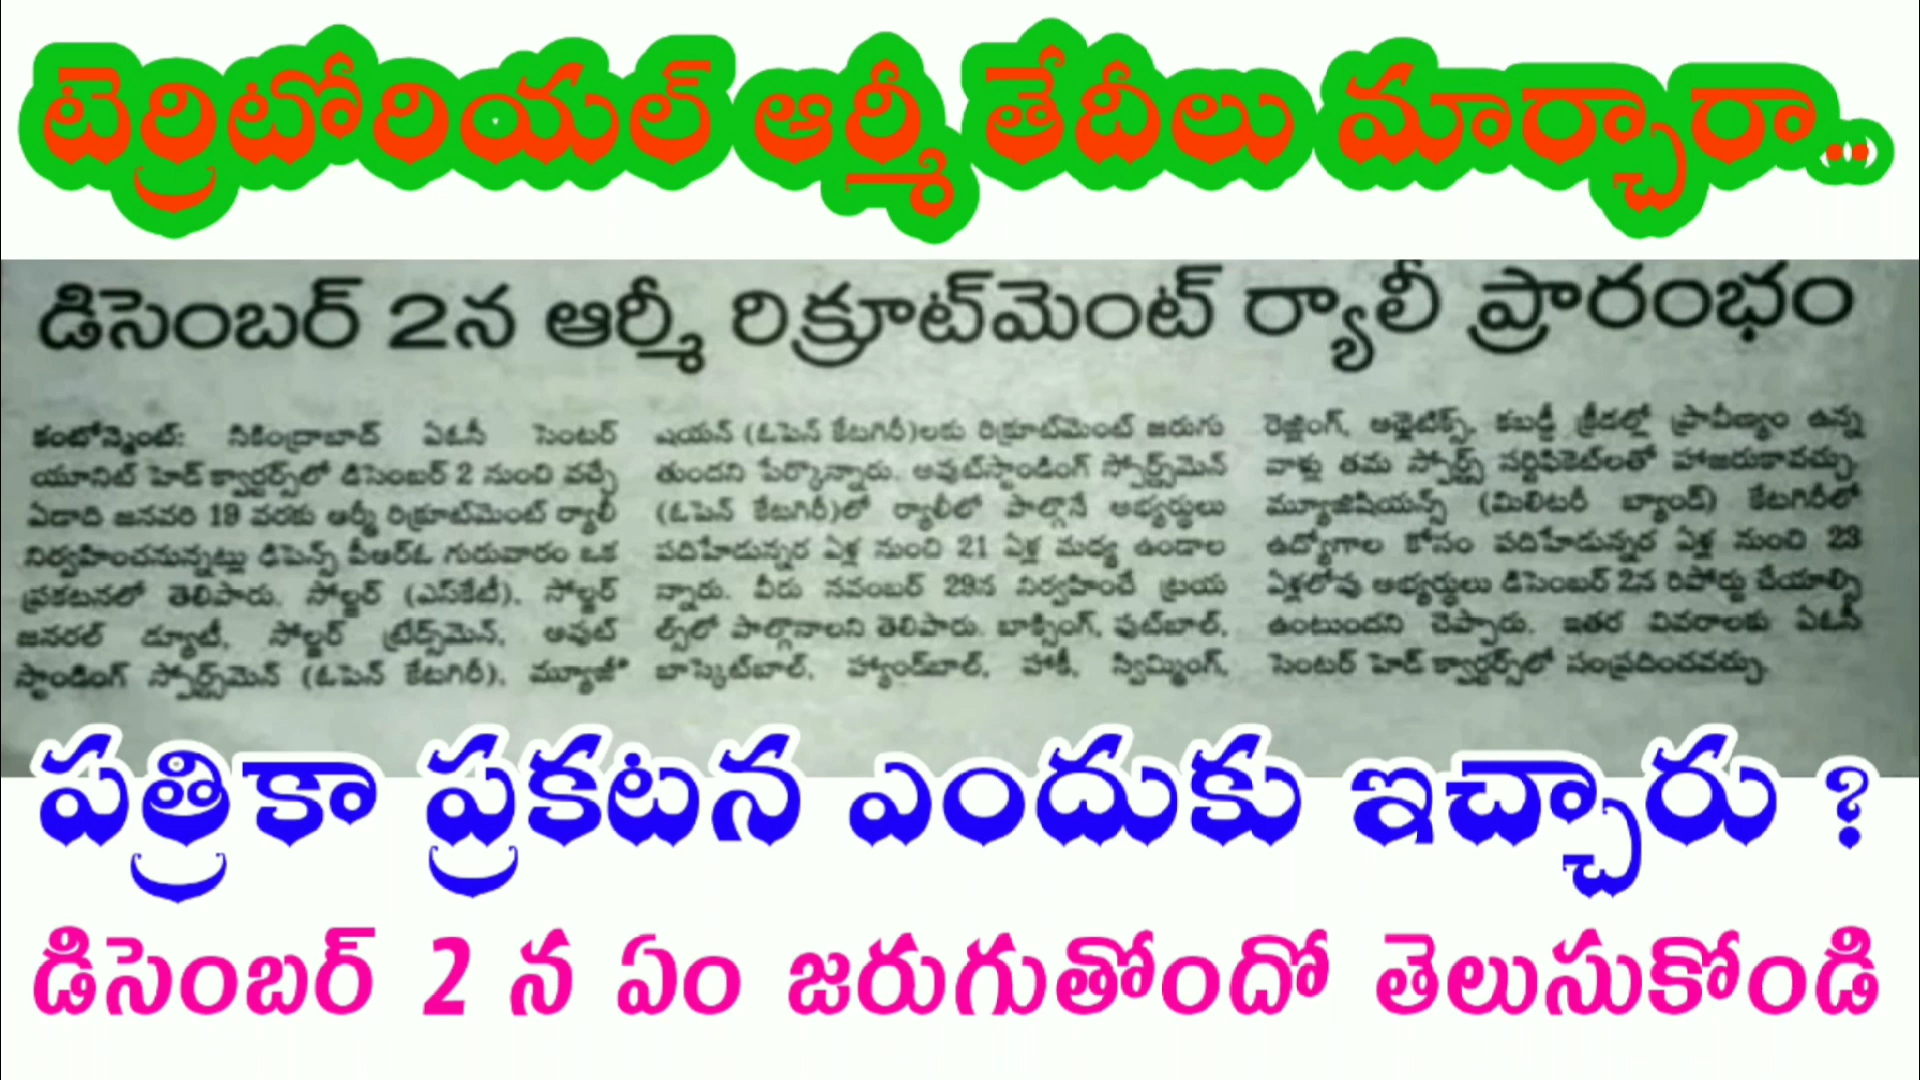 టెర్రిటోరియల్ ఆర్మీ తేదీలు మార్చారా..
డిసెంబర్ 2న ఆర్మీ రిక్రూట్‌మెంట్ ర్యాలీ ప్రారంభం
కంటోన్మెంట్: సికింద్రాబాద్ ఏఓసీ సెంటర్
యూనిట్ హెడ్ క్వార్టర్స్‌లో డిసెంబర్ 2 నుంచి వచ్చే
ఏడాది జనవరి 19 వరకు ఆర్మీ రిక్రూట్‌మెంట్ ర్యాలీ
నిర్వహించనున్నట్లు డిఫెన్స్ పీఆర్ఓ గురువారం ఒక
ప్రకటనలో తెలిపారు. సోల్జర్ (ఎస్‌కేటీ), సోల్జర్
జనరల్ డ్యూటీ, సోల్జర్ ట్రేడ్స్‌మెన్, అవుట్
స్టాండింగ్ స్పోర్ట్స్‌మెన్ (ఓపెన్ కేటగిరీ), మ్యూజీ
షియన్ (ఓపెన్ కేటగిరీ)లకు రిక్రూట్‌మెంట్ జరుగు
తుందని పేర్కొన్నారు. అవుట్‌స్టాండింగ్ స్పోర్ట్స్‌మెన్
(ఓపెన్ కేటగిరీ)లో ర్యాలీలో పాల్గొనే అభ్యర్థులు
పదిహేడున్నర ఏళ్ల నుంచి 21 ఏళ్ల మధ్య ఉండాల
న్నారు. వీరు నవంబర్ 29న నిర్వహించే ట్రయ
ల్స్‌లో పాల్గొనాలని తెలిపారు. బాక్సింగ్, ఫుట్‌బాల్,
బాస్కెట్‌బాల్, హ్యాండ్‌బాల్, హాకీ, స్విమ్మింగ్,
రెజ్లింగ్, అథ్లెటిక్స్, కబడ్డీ క్రీడల్లో ప్రావీణ్యం ఉన్న
వాళ్లు తమ స్పోర్ట్స్ సర్టిఫికెట్‌లతో హాజరుకావచ్చు.
మ్యూజిషియన్స్ (మిలిటరీ బ్యాండ్) కేటగిరీలో
ఉద్యోగాల కోసం పదిహేడున్నర ఏళ్ల నుంచి 23
ఏళ్లలోపు అభ్యర్థులు డిసెంబర్ 2న రిపోర్టు చేయాల్సి
ఉంటుందని చెప్పారు. ఇతర వివరాలకు ఏఓసీ
సెంటర్ హెడ్ క్వార్టర్స్‌లో సంప్రదించవచ్చు.
పత్రికా ప్రకటన ఎందుకు ఇచ్చారు ?
డిసెంబర్ 2 న ఏం జరుగుతోందో తెలుసుకోండి